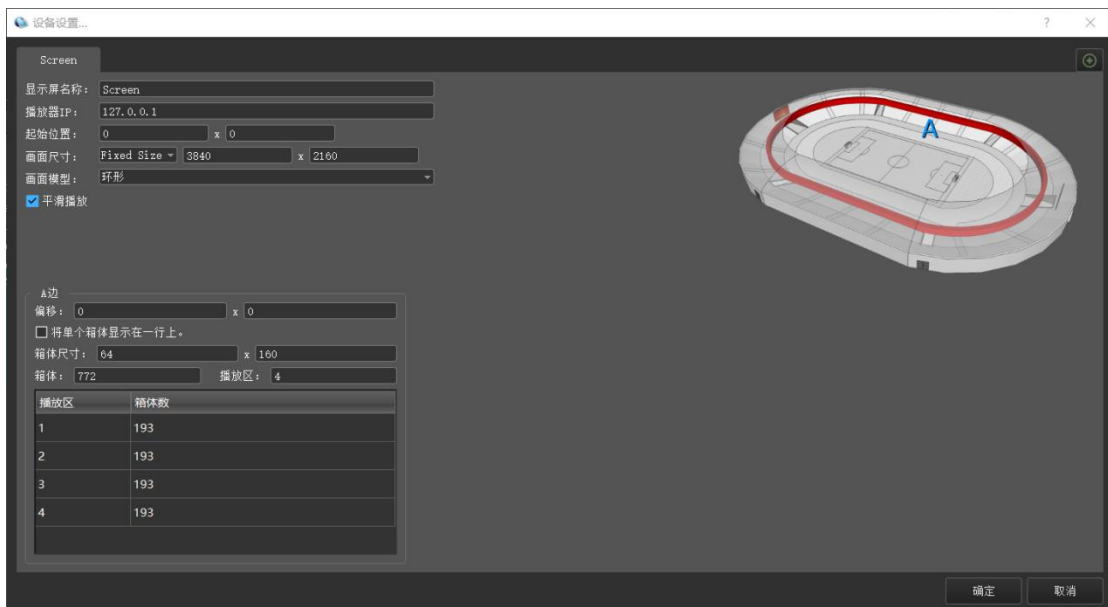 设备设置...
Screen
显示屏名称： Screen
播放器IP： 127.0.0.1
起始位置： 0 x 0
画面尺寸： Fixed Size 3840 x 2160
画面模型： 环形
平滑播放
A
A边
偏移： 0 x 0
将单个箱体显示在一行上。
箱体尺寸： 64 x 160
箱体： 772 播放区： 4
播放区 箱体数
1 193
2 193
3 193
4 193
确定 取消